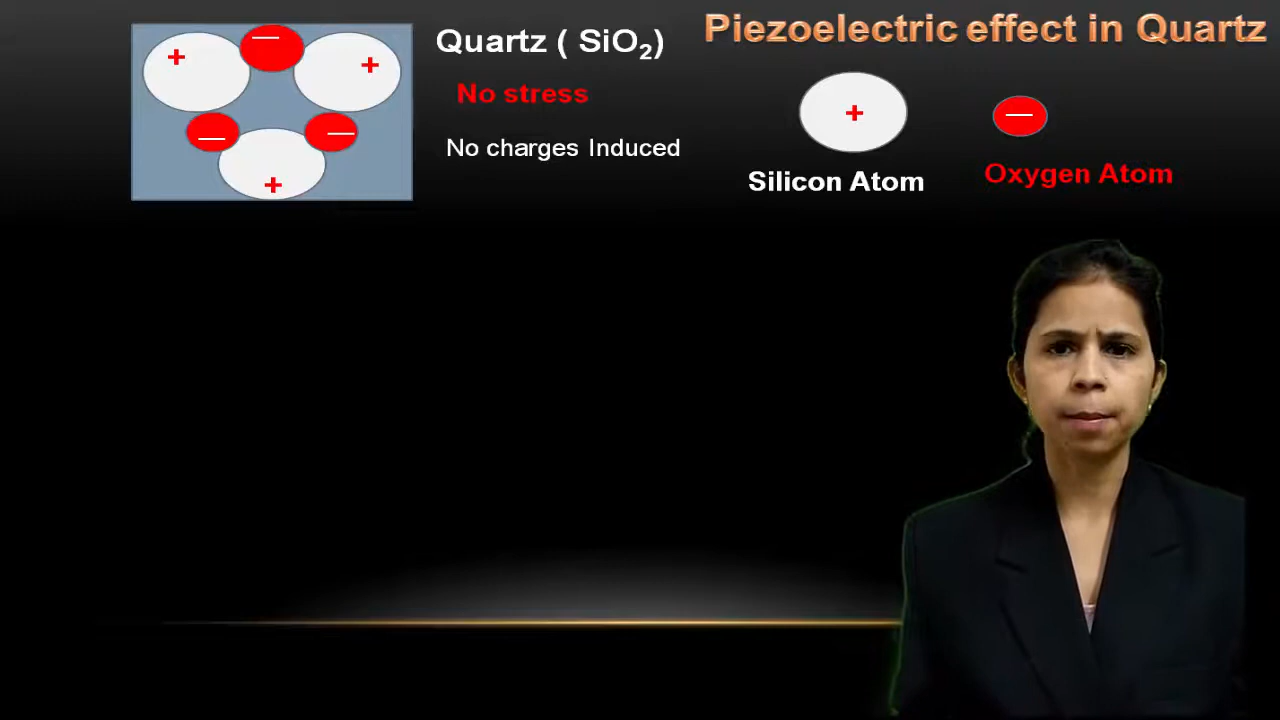 Piezoelectric effect in Quartz
Quartz ( SiO₂)
No stress
No charges Induced
+
—
+
—
—
+
+
Silicon Atom
—
Oxygen Atom